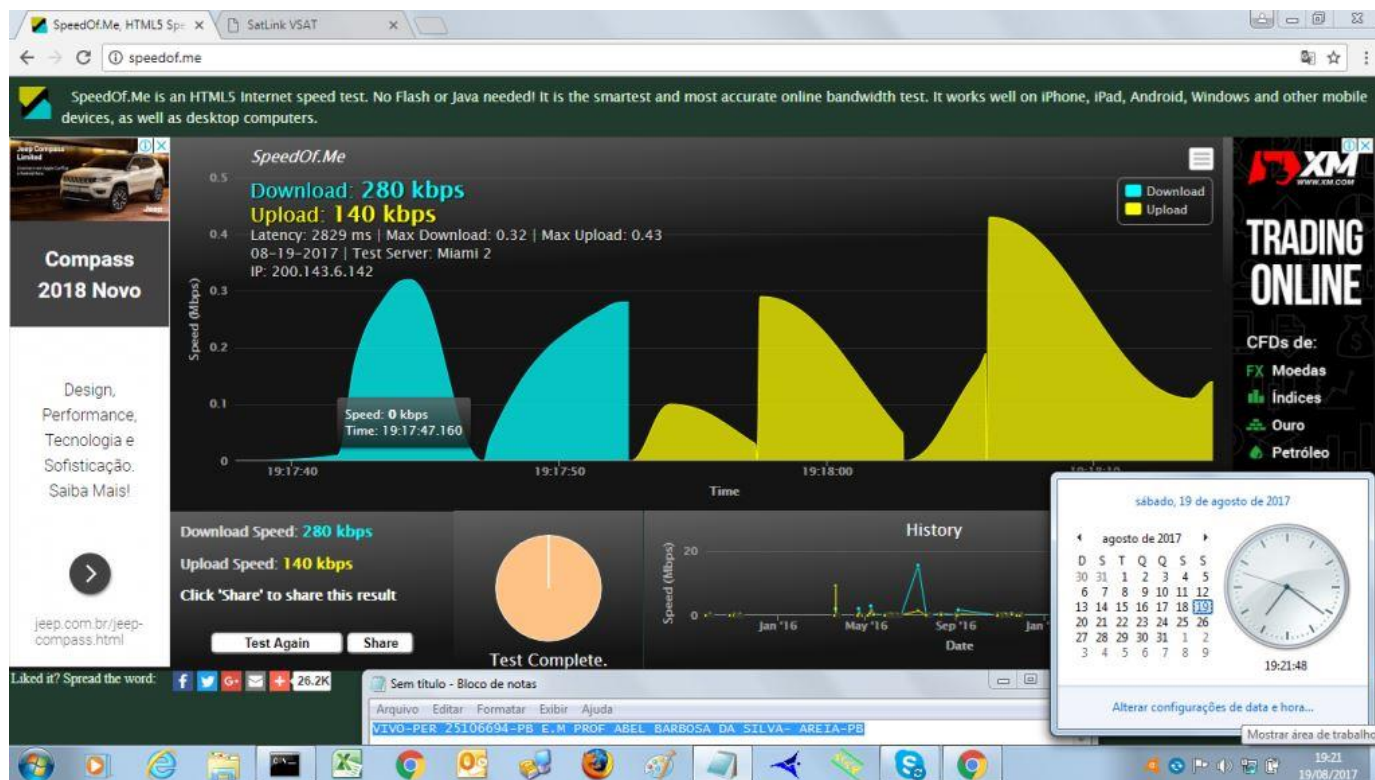 SpeedOf.Me, HTML5 Spe
SatLink VSAT
speedof.me
SpeedOf.Me is an HTML5 Internet speed test. No Flash or Java needed! It is the smartest and most accurate online bandwidth test. It works well on iPhone, iPad, Android, Windows and other mobile
devices, as well as desktop computers.
Jeep Compass
Limited
Jeep
Compass
2018 Novo
Design,
Performance,
Tecnologia e
Sofisticação.
Saiba Mais!
jeep.com.br/jeep-
compass.html
SpeedOf.Me
Download: 280 kbps
Upload: 140 kbps
Latency: 2829 ms | Max Download: 0.32 | Max Upload: 0.43
08-19-2017 | Test Server: Miami 2
IP: 200.143.6.142
Download
Upload
0.5
0.4
0.3
0.2
0.1
0
Speed (Mbps)
Speed: 0 kbps
Time: 19:17:47.160
19:17:40
19:17:50
19:18:00
19:18:10
Time
XM
WWW.XM.COM
TRADING
ONLINE
CFDs de:
FX Moedas
Índices
Ouro
Petróleo
Download Speed: 280 kbps
Upload Speed: 140 kbps
Click 'Share' to share this result
Test Again
Share
Test Complete.
History
Speed (Mbps)
20
0
Jan '16
May '16
Sep '16
Jan '
Date
sábado, 19 de agosto de 2017
agosto de 2017
D S T Q Q S S
30 31 1 2 3 4 5
6 7 8 9 10 11 12
13 14 15 16 17 18 19
20 21 22 23 24 25 26
27 28 29 30 31 1 2
3 4 5 6 7 8 9
19:21:48
Alterar configurações de data e hora...
Mostrar área de trabalho
Liked it? Spread the word:
26.2K
Sem título - Bloco de notas
Arquivo Editar Formatar Exibir Ajuda
VIVO-PER 25106694-PB E.M PROF ABEL BARBOSA DA SILVA- AREIA-PB
19:21
19/08/2017